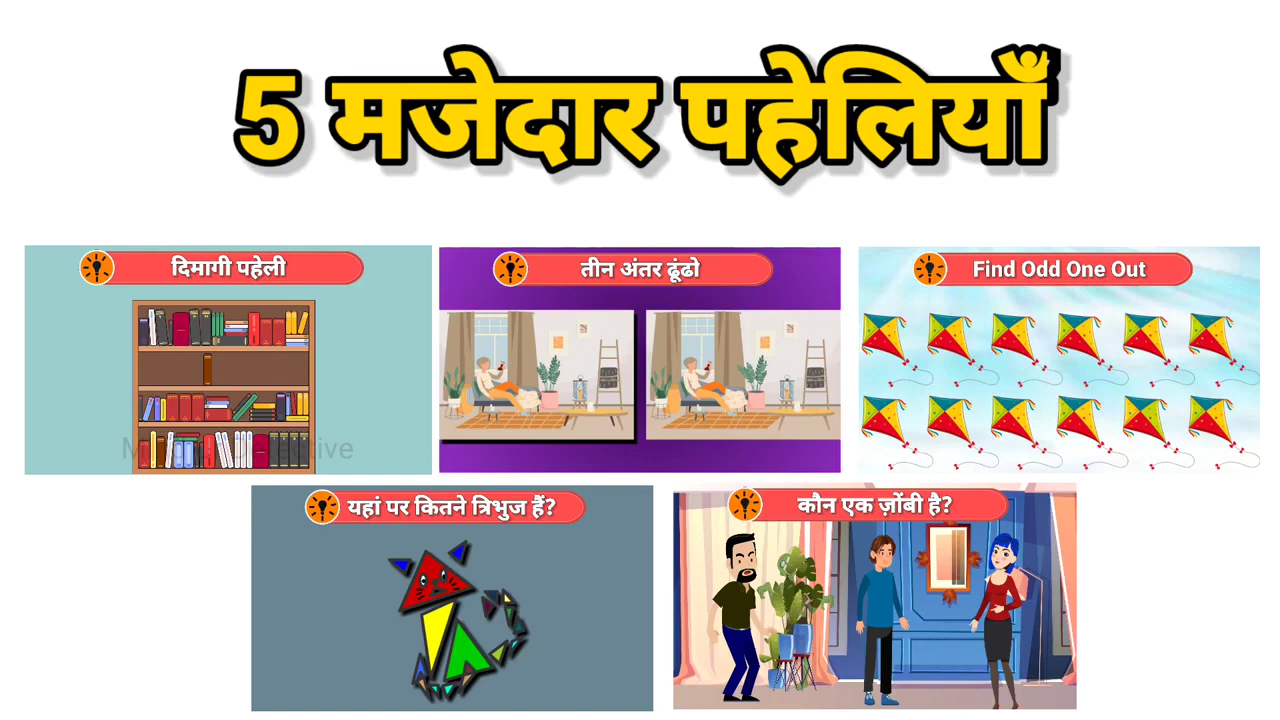 5 मजेदार पहेलियाँ
दिमागी पहेली
तीन अंतर ढूंढो
Find Odd One Out
यहां पर कितने त्रिभुज हैं?
कौन एक ज़ोंबी है?